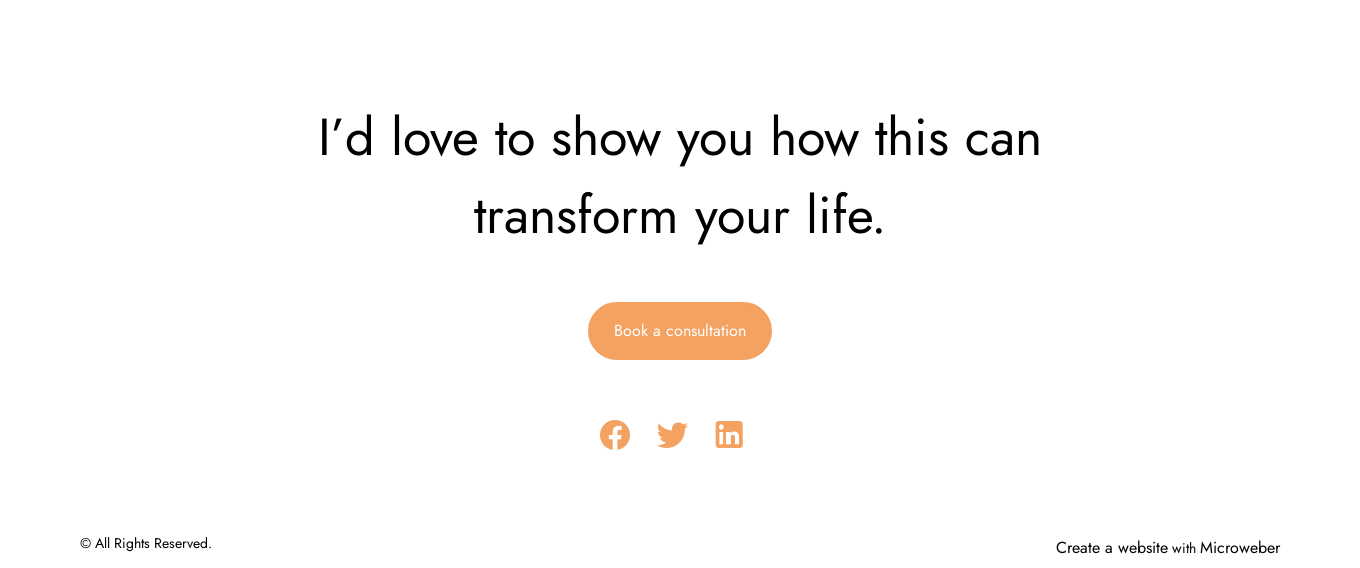 I’d love to show you how this can
transform your life.
Book a consultation
© All Rights Reserved.
Create a website with Microweber